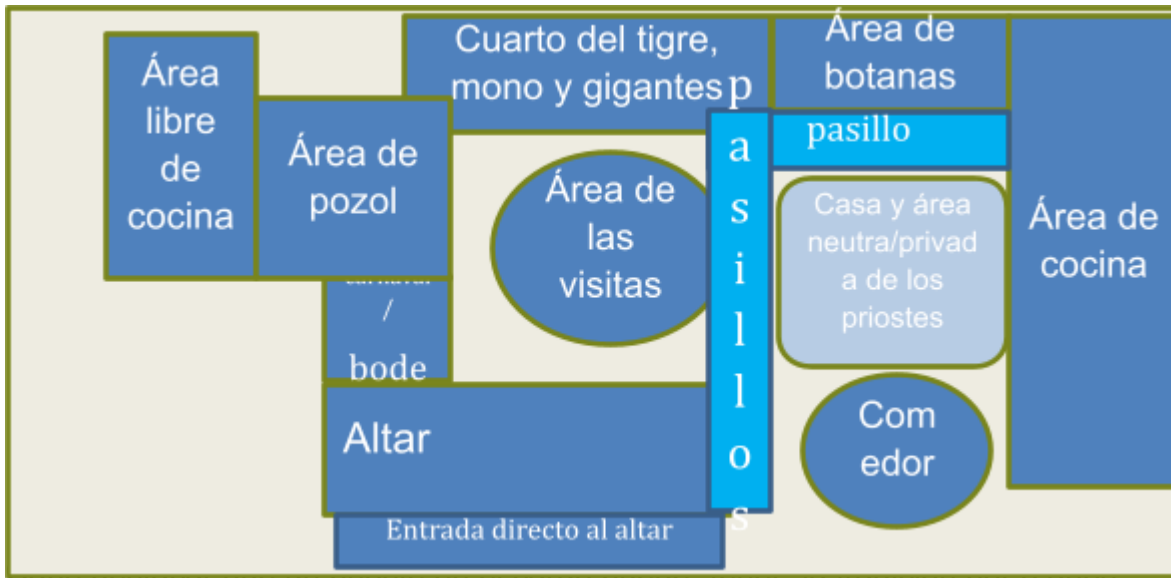 Área
libre
de
cocina
Área de
pozol
Cuarto del tigre,
mono y gigantes
Área de
botanas
pasillo
pasillos
Área de
las
visitas
Casa y área
neutra/privad
a de los
priostes
Área de
cocina
/
bode
Altar
Com
edor
Entrada directo al altar